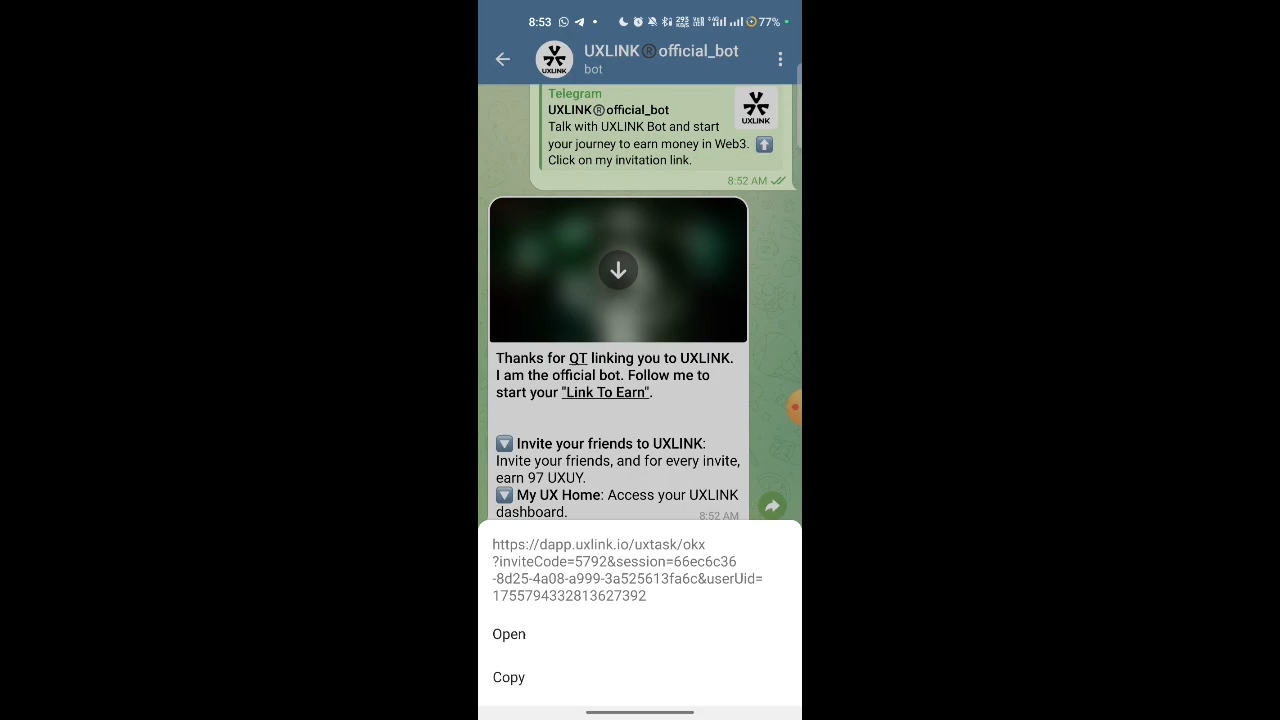 8:53
77%
UXLINK®official_bot
bot
Telegram
UXLINK®official_bot
Talk with UXLINK Bot and start
your journey to earn money in Web3.
Click on my invitation link.
UXLINK
8:52 AM
Thanks for QT linking you to UXLINK.
I am the official bot. Follow me to
start your "Link To Earn".
Invite your friends to UXLINK:
Invite your friends, and for every invite,
earn 97 UXUY.
My UX Home: Access your UXLINK
dashboard.
8:52 AM
https://dapp.uxlink.io/uxtask/okx
?inviteCode=5792&session=66ec6c36
-8d25-4a08-a999-3a525613fa6c&userUid=
1755794332813627392
Open
Copy